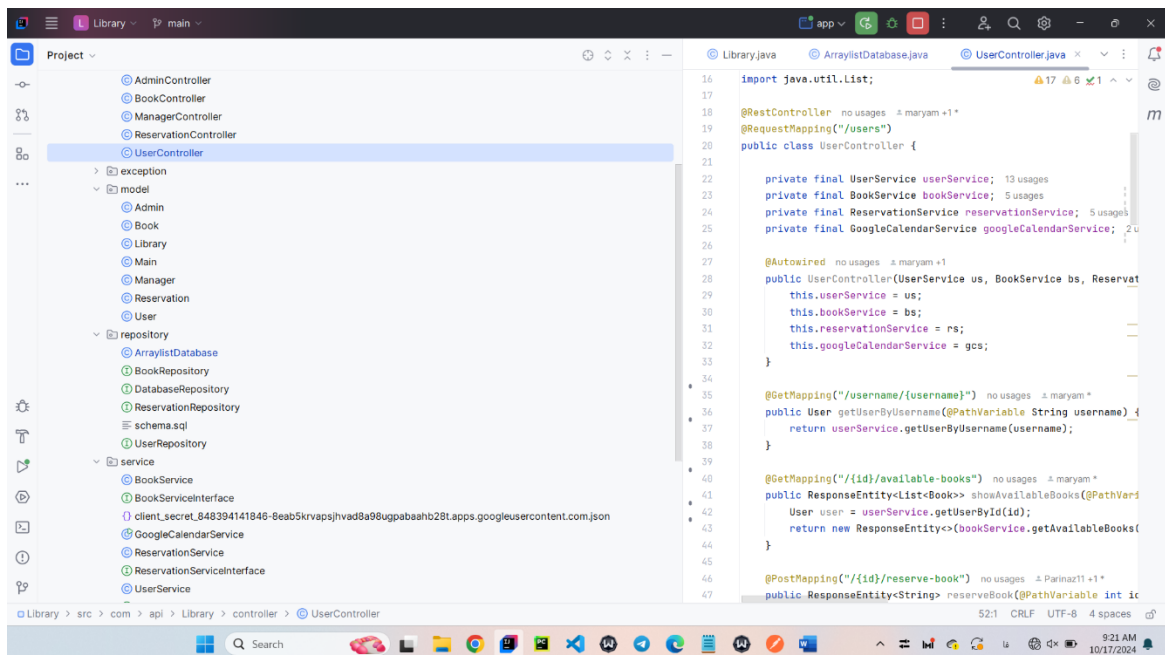 L Library main app
Project
Library.java ArraylistDatabase.java UserController.java
AdminController
BookController
ManagerController
ReservationController
UserController
exception
model
Admin
Book
Library
Main
Manager
Reservation
User
repository
ArraylistDatabase
BookRepository
DatabaseRepository
ReservationRepository
schema.sql
UserRepository
service
BookService
BookServiceInterface
client_secret_848394141846-8eab5krvapsjhvad8a98ugpabaahb28t.apps.googleusercontent.com.json
GoogleCalendarService
ReservationService
ReservationServiceInterface
UserService
16 import java.util.List; 17 6 1
17
18 @RestController no usages maryam +1 *
19 @RequestMapping("/users")
20 public class UserController {
21
22 private final UserService userService; 13 usages
23 private final BookService bookService; 5 usages
24 private final ReservationService reservationService; 5 usages
25 private final GoogleCalendarService googleCalendarService; 2 u
26
27 @Autowired no usages maryam +1
28 public UserController(UserService us, BookService bs, Reservat
29 this.userService = us;
30 this.bookService = bs;
31 this.reservationService = rs;
32 this.googleCalendarService = gcs;
33 }
34
35 @GetMapping("/username/{username}") no usages maryam *
36 public User getUserByUsername(@PathVariable String username) {
37 return userService.getUserByUsername(username);
38 }
39
40 @GetMapping("/{id}/available-books") no usages maryam *
41 public ResponseEntity<List<Book>> showAvailableBooks(@PathVari
42 User user = userService.getUserById(id);
43 return new ResponseEntity<>(bookService.getAvailableBooks(
44 }
45
46 @PostMapping("/{id}/reserve-book") no usages Parinaz11 +1 *
47 public ResponseEntity<String> reserveBook(@PathVariable int id
Library > src > com > api > Library > controller > UserController 52:1 CRLF UTF-8 4 spaces
Search 9:21 AM
10/17/2024